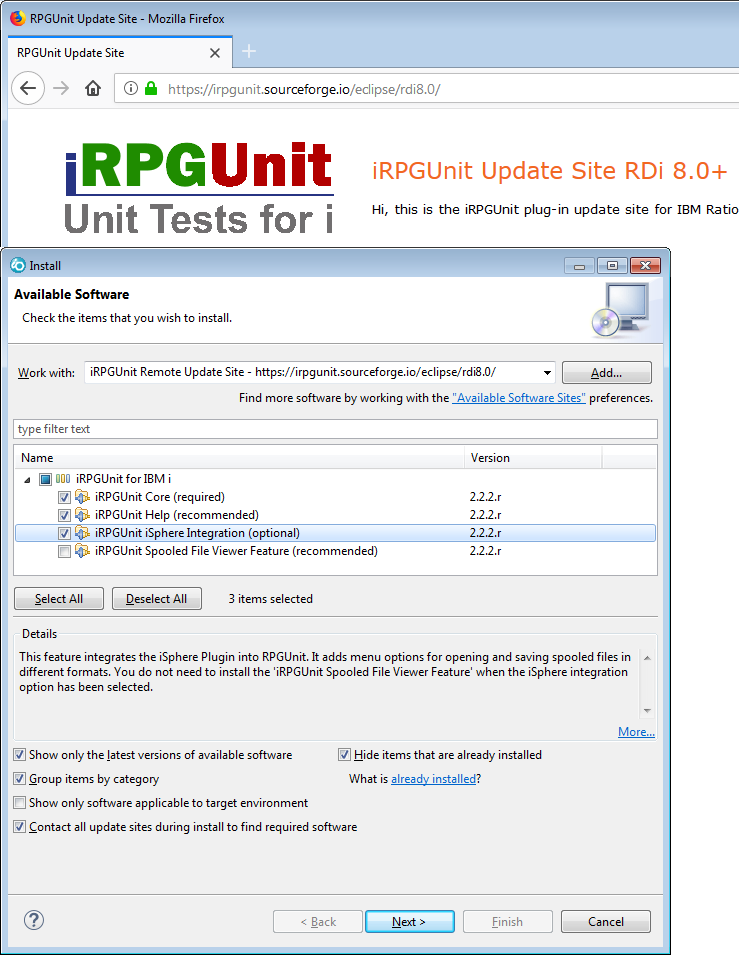 RPGUnit Update Site - Mozilla Firefox
RPGUnit Update Site
https://irpgunit.sourceforge.io/eclipse/rdi8.0/
iRPGUnit
Unit Tests for i
iRPGUnit Update Site RDi 8.0+
Hi, this is the iRPGUnit plug-in update site for IBM Ratio
Install
Available Software
Check the items that you wish to install.
Work with: iRPGUnit Remote Update Site - https://irpgunit.sourceforge.io/eclipse/rdi8.0/ Add...
Find more software by working with the "Available Software Sites" preferences.
type filter text
Name Version
iRPGUnit for IBM i
iRPGUnit Core (required) 2.2.2.r
iRPGUnit Help (recommended) 2.2.2.r
iRPGUnit iSphere Integration (optional) 2.2.2.r
iRPGUnit Spooled File Viewer Feature (recommended) 2.2.2.r
Select All Deselect All 3 items selected
Details
This feature integrates the iSphere Plugin into RPGUnit. It adds menu options for opening and saving spooled files in
different formats. You do not need to install the 'iRPGUnit Spooled File Viewer Feature' when the iSphere integration
option has been selected.
More...
Show only the latest versions of available software Hide items that are already installed
Group items by category What is already installed?
Show only software applicable to target environment
Contact all update sites during install to find required software
? < Back Next > Finish Cancel